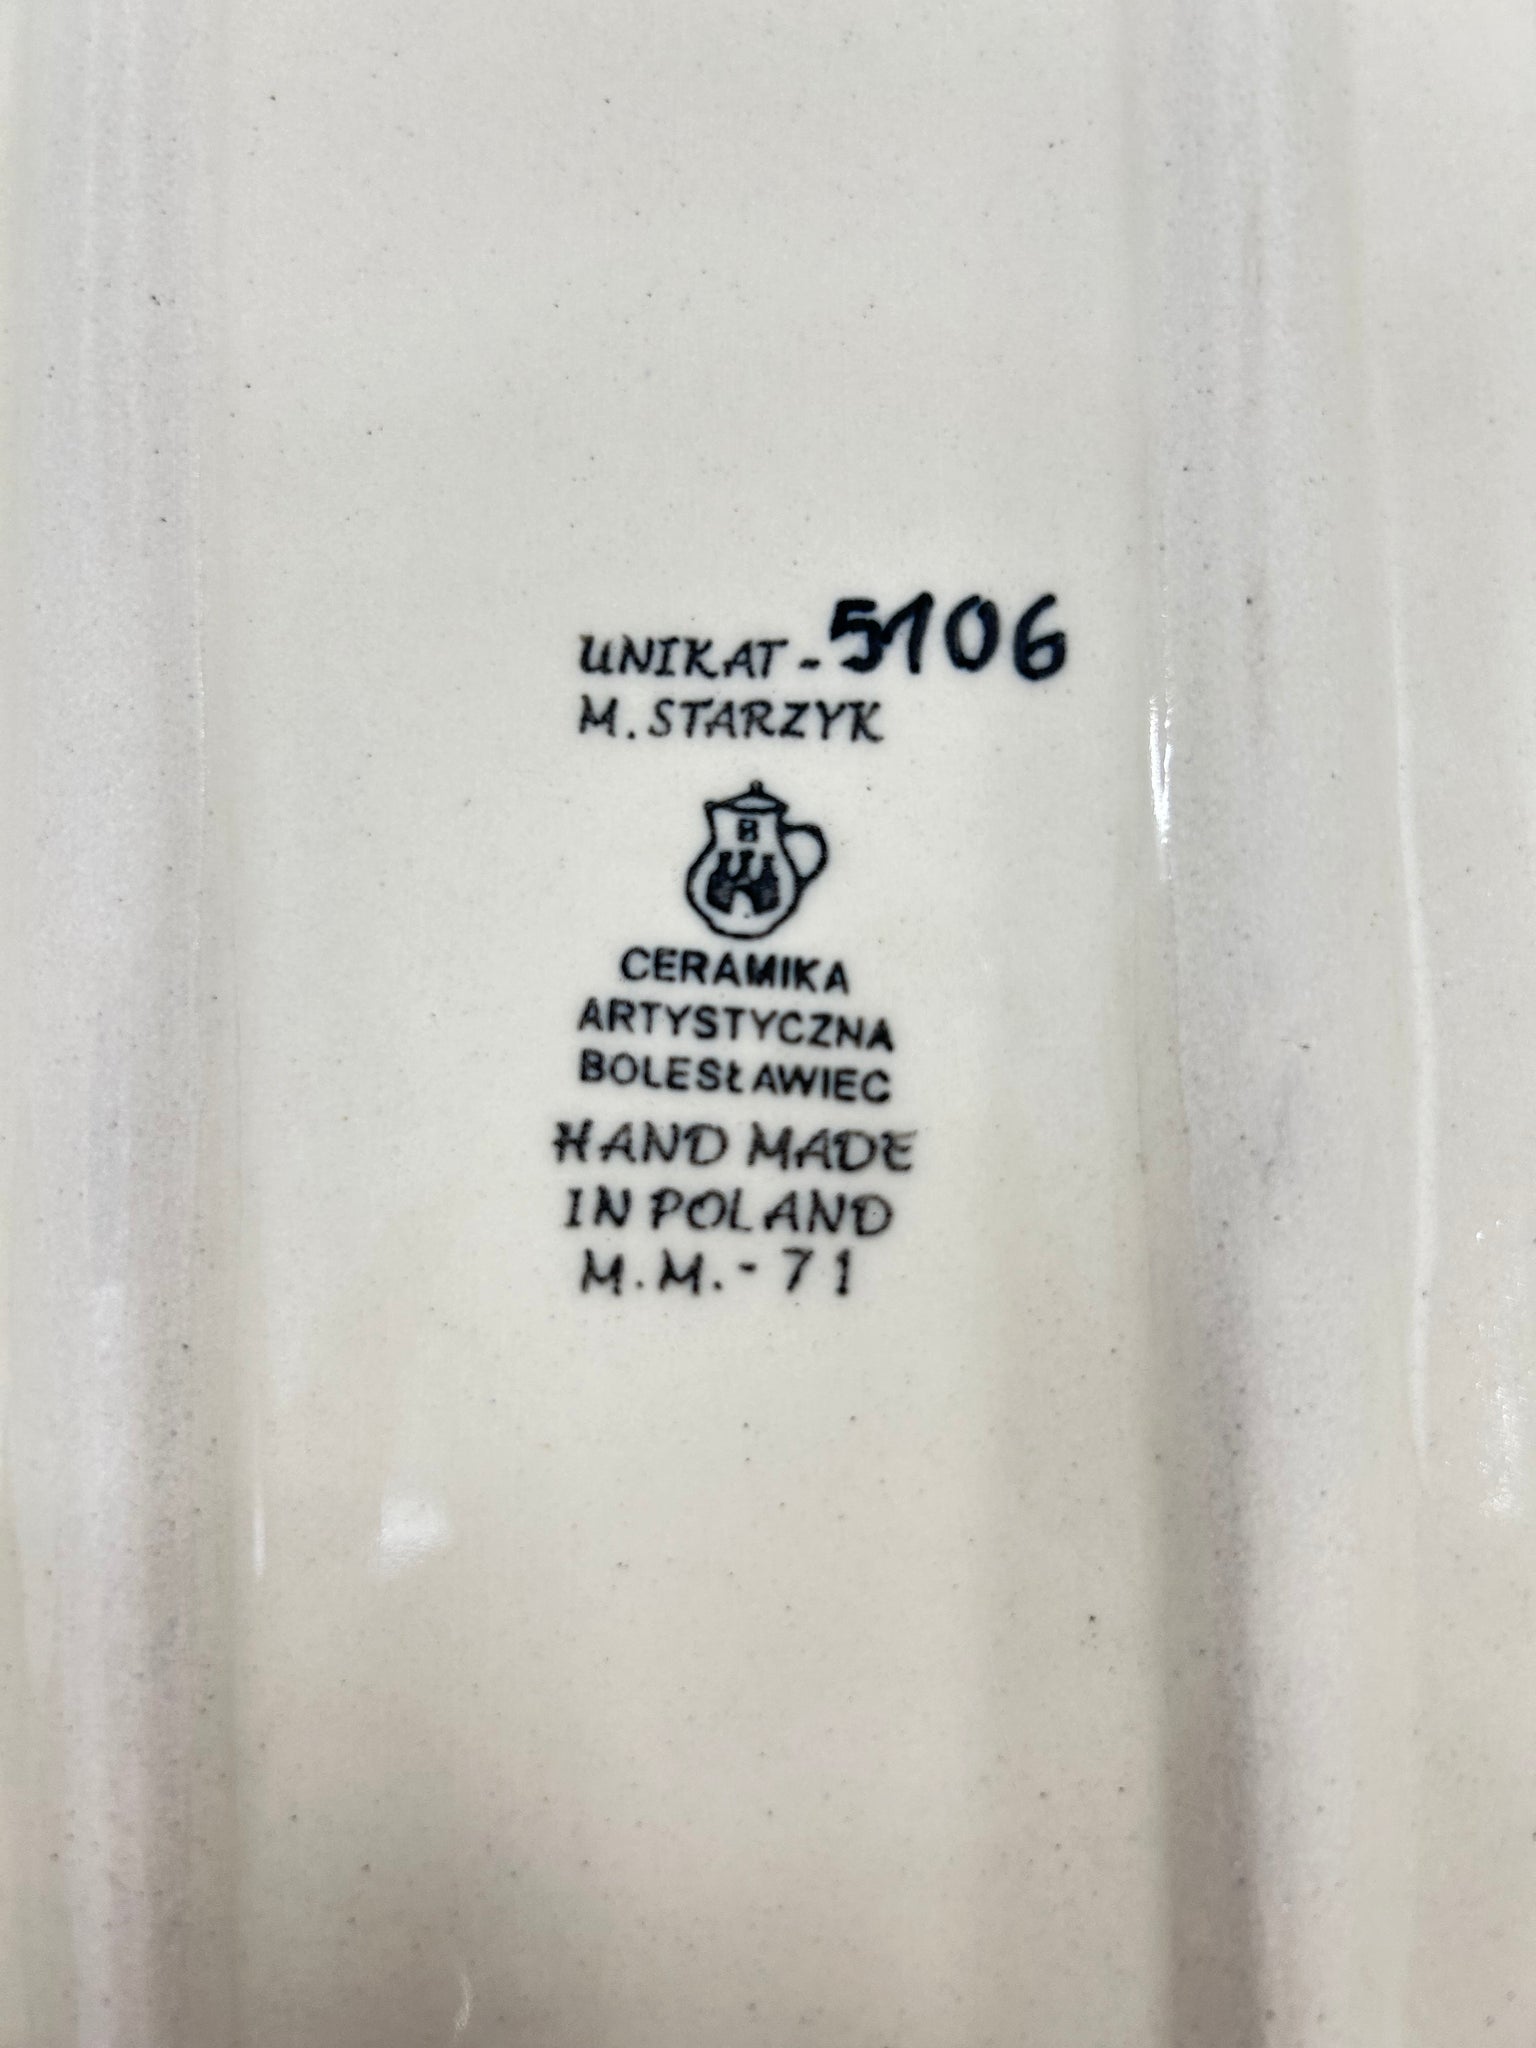 UNIKAT - 5106
M. STARZYK
B
CERAMIKA
ARTYSTYCZNA
BOLESŁAWIEC
HAND MADE
IN POLAND
M.M. - 71